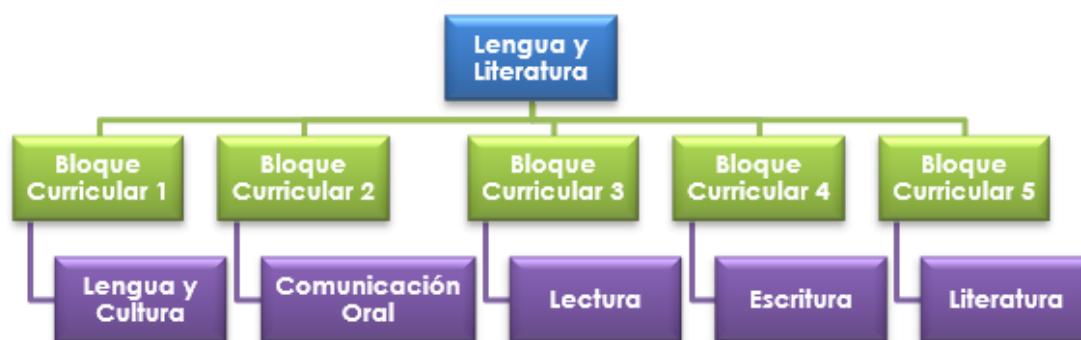 Lengua y
Literatura
Bloque
Curricular 1
Bloque
Curricular 2
Bloque
Curricular 3
Bloque
Curricular 4
Bloque
Curricular 5
Lengua y
Cultura
Comunicación
Oral
Lectura
Escritura
Literatura